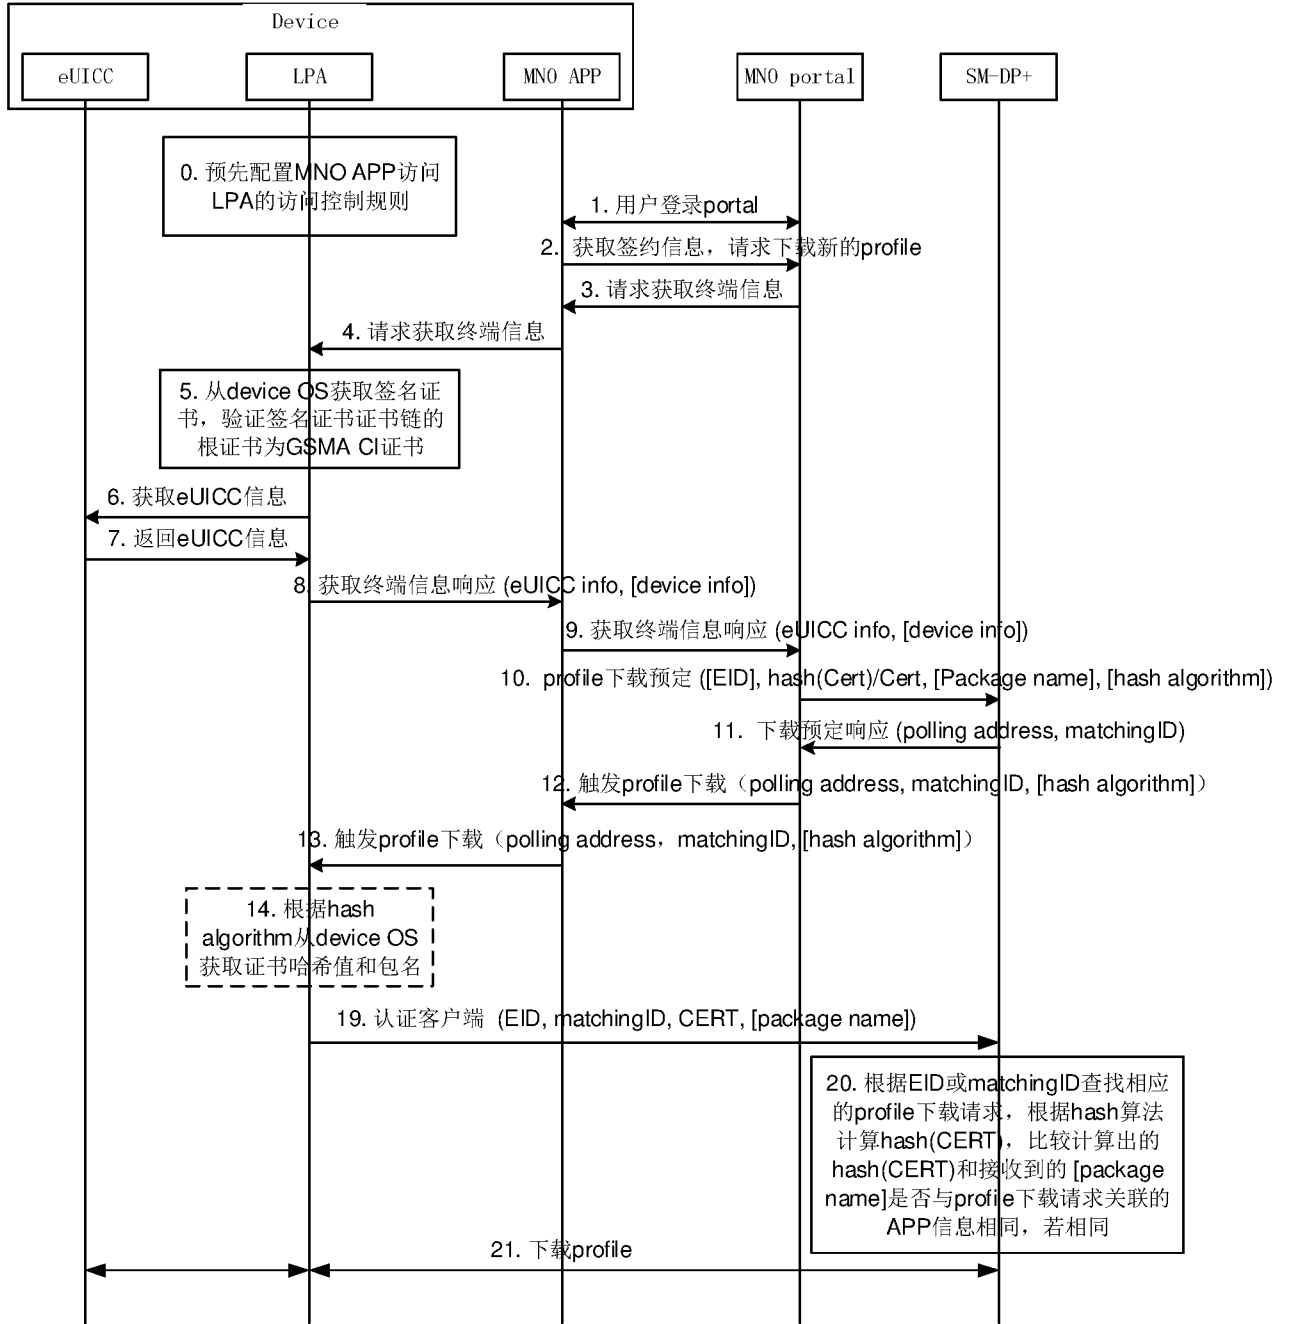 Device
eUICC
LPA
MNO APP
MNO portal
SM-DP+
0. 预先配置MNO APP访问
LPA的访问控制规则
1. 用户登录portal
2. 获取签约信息，请求下载新的profile
3. 请求获取终端信息
4. 请求获取终端信息
5. 从device OS获取签名证
书，验证签名证书证书链的
根证书为GSMA CI证书
6. 获取eUICC信息
7. 返回eUICC信息
8. 获取终端信息响应 (eUICC info, [device info])
9. 获取终端信息响应 (eUICC info, [device info])
10. profile下载预定 ([EID], hash(Cert)/Cert, [Package name], [hash algorithm])
11. 下载预定响应 (polling address, matchingID)
12. 触发profile下载（polling address, matchingID, [hash algorithm]）
13. 触发profile下载（polling address，matchingID, [hash algorithm]）
14. 根据hash
algorithm从device OS
获取证书哈希值和包名
19. 认证客户端 (EID, matchingID, CERT, [package name])
20. 根据EID或matchingID查找相应
的profile下载请求，根据hash算法
计算hash(CERT)，比较计算出的
hash(CERT)和接收到的 [package
name]是否与profile下载请求关联的
APP信息相同，若相同
21. 下载profile